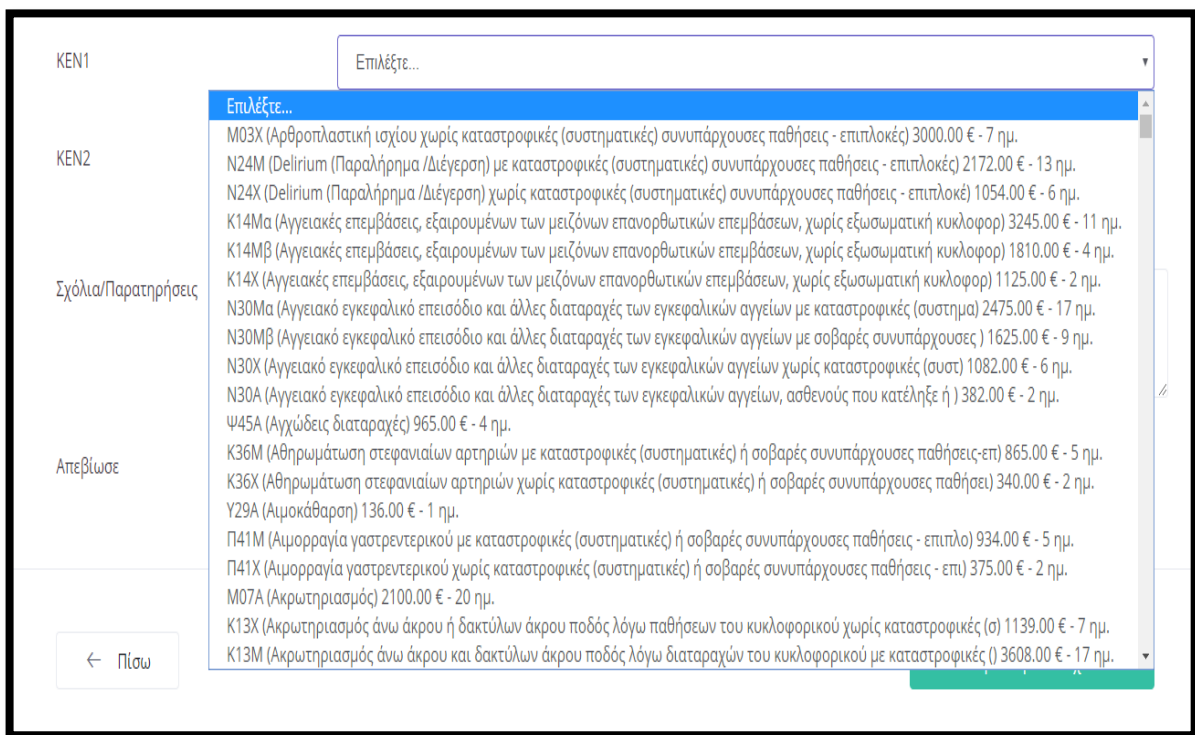 ΚΕΝ1
Επιλέξτε...
Επιλέξτε...
Μ03Χ (Αρθροπλαστική ισχίου χωρίς καταστροφικές (συστηματικές) συνυπάρχουσες παθήσεις - επιπλοκές) 3000.00 € - 7 ημ.
ΚΕΝ2
Ν24Μ (Delirium (Παραλήρημα /Διέγερση) με καταστροφικές (συστηματικές) συνυπάρχουσες παθήσεις - επιπλοκές) 2172.00 € - 13 ημ.
Ν24Χ (Delirium (Παραλήρημα /Διέγερση) χωρίς καταστροφικές (συστηματικές) συνυπάρχουσες παθήσεις - επιπλοκέ) 1054.00 € - 6 ημ.
Κ14Μα (Αγγειακές επεμβάσεις, εξαιρουμένων των μειζόνων επανορθωτικών επεμβάσεων, χωρίς εξωσωματική κυκλοφορ) 3245.00 € - 11 ημ.
Κ14Μβ (Αγγειακές επεμβάσεις, εξαιρουμένων των μειζόνων επανορθωτικών επεμβάσεων, χωρίς εξωσωματική κυκλοφορ) 1810.00 € - 4 ημ.
Κ14Χ (Αγγειακές επεμβάσεις, εξαιρουμένων των μειζόνων επανορθωτικών επεμβάσεων, χωρίς εξωσωματική κυκλοφορ) 1125.00 € - 2 ημ.
Σχόλια/Παρατηρήσεις
Ν30Μα (Αγγειακό εγκεφαλικό επεισόδιο και άλλες διαταραχές των εγκεφαλικών αγγείων με καταστροφικές (συστημα) 2475.00 € - 17 ημ.
Ν30Μβ (Αγγειακό εγκεφαλικό επεισόδιο και άλλες διαταραχές των εγκεφαλικών αγγείων με σοβαρές συνυπάρχουσες ) 1625.00 € - 9 ημ.
Ν30Χ (Αγγειακό εγκεφαλικό επεισόδιο και άλλες διαταραχές των εγκεφαλικών αγγείων χωρίς καταστροφικές (συστ) 1082.00 € - 6 ημ.
Ν30Α (Αγγειακό εγκεφαλικό επεισόδιο και άλλες διαταραχές των εγκεφαλικών αγγείων, ασθενούς που κατέληξε ή ) 382.00 € - 2 ημ.
Ψ45Α (Αγχώδεις διαταραχές) 965.00 € - 4 ημ.
Κ36Μ (Αθηρωμάτωση στεφανιαίων αρτηριών με καταστροφικές (συστηματικές) ή σοβαρές συνυπάρχουσες παθήσεις-επ) 865.00 € - 5 ημ.
Απεβίωσε
Κ36Χ (Αθηρωμάτωση στεφανιαίων αρτηριών χωρίς καταστροφικές (συστηματικές) ή σοβαρές συνυπάρχουσες παθήσει) 340.00 € - 2 ημ.
Υ29Α (Αιμοκάθαρση) 136.00 € - 1 ημ.
Π41Μ (Αιμορραγία γαστρεντερικού με καταστροφικές (συστηματικές) ή σοβαρές συνυπάρχουσες παθήσεις - επιπλο) 934.00 € - 5 ημ.
Π41Χ (Αιμορραγία γαστρεντερικού χωρίς καταστροφικές (συστηματικές) ή σοβαρές συνυπάρχουσες παθήσεις - επι) 375.00 € - 2 ημ.
Μ07Α (Ακρωτηριασμός) 2100.00 € - 20 ημ.
Κ13Χ (Ακρωτηριασμός άνω άκρου ή δακτύλων άκρου ποδός λόγω παθήσεων του κυκλοφορικού χωρίς καταστροφικές (σ) 1139.00 € - 7 ημ.
Κ13Μ (Ακρωτηριασμός άνω άκρου και δακτύλων άκρου ποδός λόγω διαταραχών του κυκλοφορικού με καταστροφικές () 3608.00 € - 17 ημ.
← Πίσω